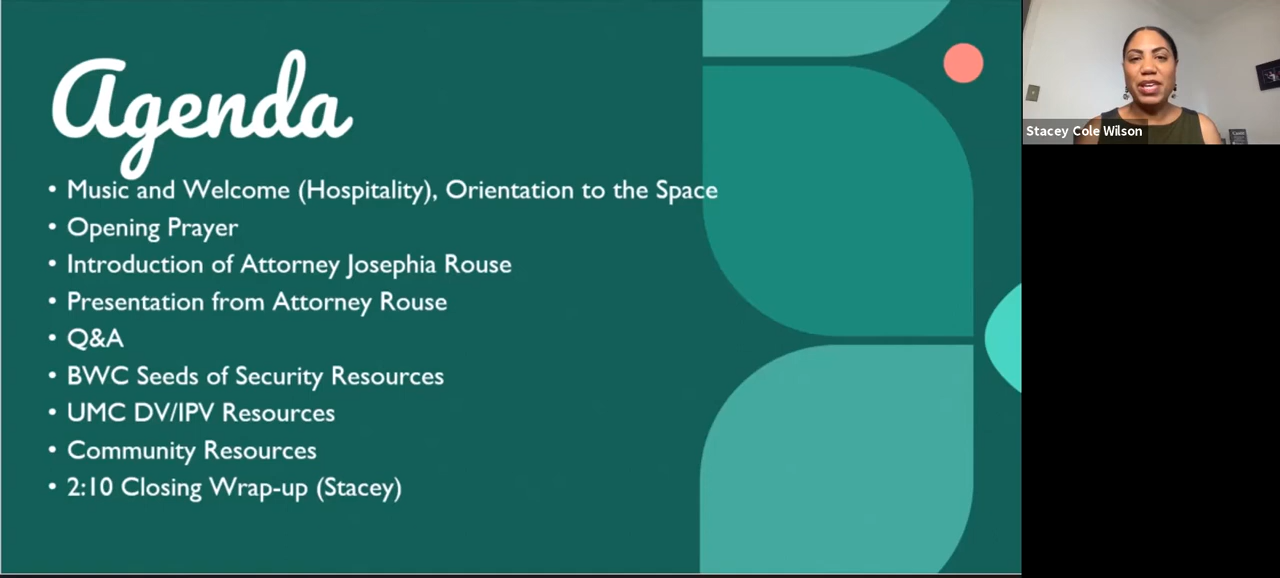 Agenda
• Music and Welcome (Hospitality), Orientation to the Space
• Opening Prayer
• Introduction of Attorney Josephia Rouse
• Presentation from Attorney Rouse
• Q&A
• BWC Seeds of Security Resources
• UMC DV/IPV Resources
• Community Resources
• 2:10 Closing Wrap-up (Stacey)
Stacey Cole Wilson